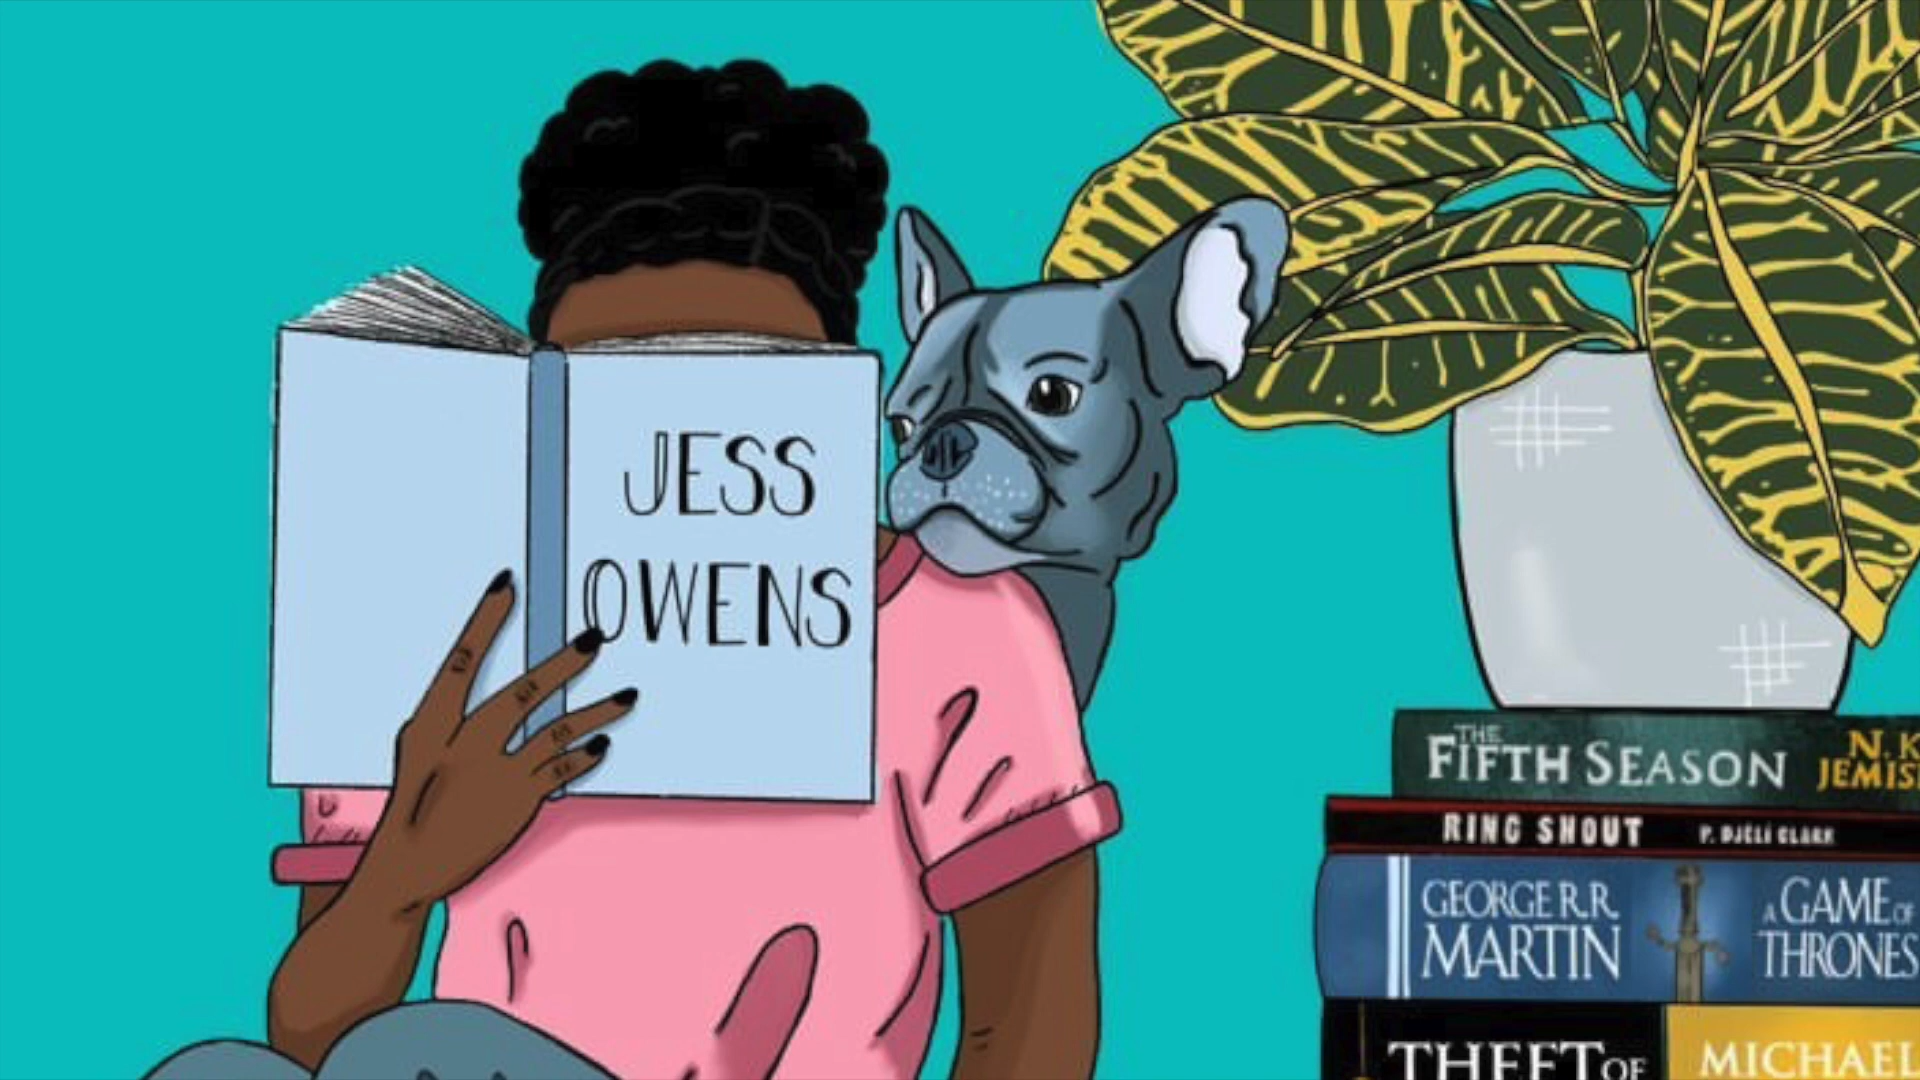 JESS
OWENS
THE
FIFTH SEASON
N.K
JEMIS
RING SHOUT P. DJÈLÍ CLARK
GEORGE R.R.
MARTIN
A GAME OF
THRONES
THEFT OF
MICHAEL